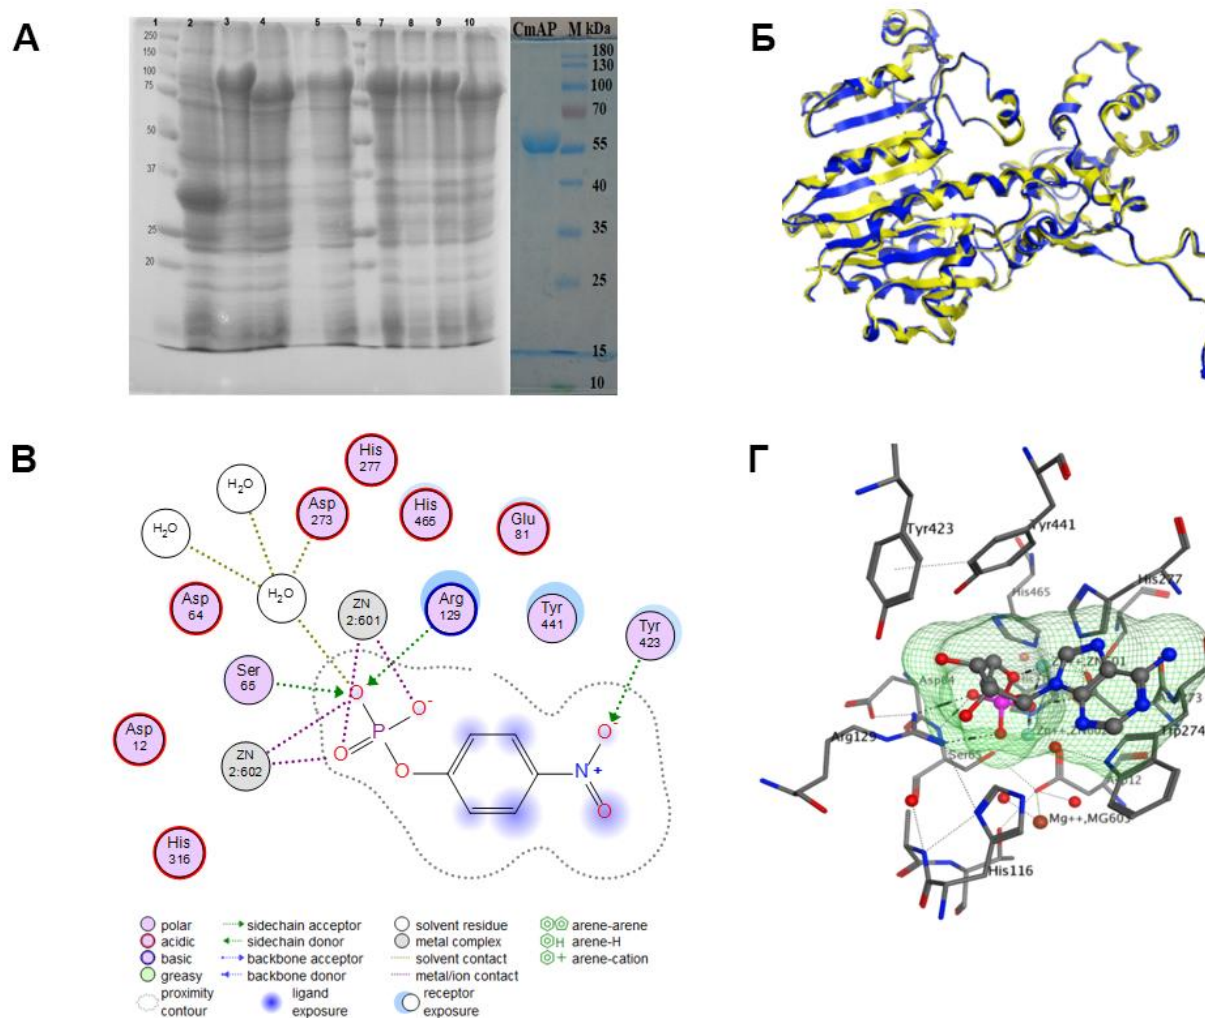 А
1 2 3 4 5 6 7 8 9 10
250
150
100
75
50
37
25
20
CmAP M kDa
180
130
100
70
55
40
35
25
15
10
Б
В
H2O
H2O
H2O
His
277
Asp
273
His
465
Glu
81
Asp
64
ZN
2:601
Arg
129
Tyr
441
Tyr
423
Ser
65
Asp
12
ZN
2:602
His
316
O
O-
P
O
O
O-
N+
O
polar
acidic
basic
greasy
proximity
contour
sidechain acceptor
sidechain donor
backbone acceptor
backbone donor
ligand
exposure
solvent residue
metal complex
solvent contact
metal/ion contact
receptor
exposure
arene-arene
H arene-H
+ arene-cation
Г
Tyr423
Tyr441
His465
His277
Arg129
Ser65
Trp274
Mg++,MG603
His116